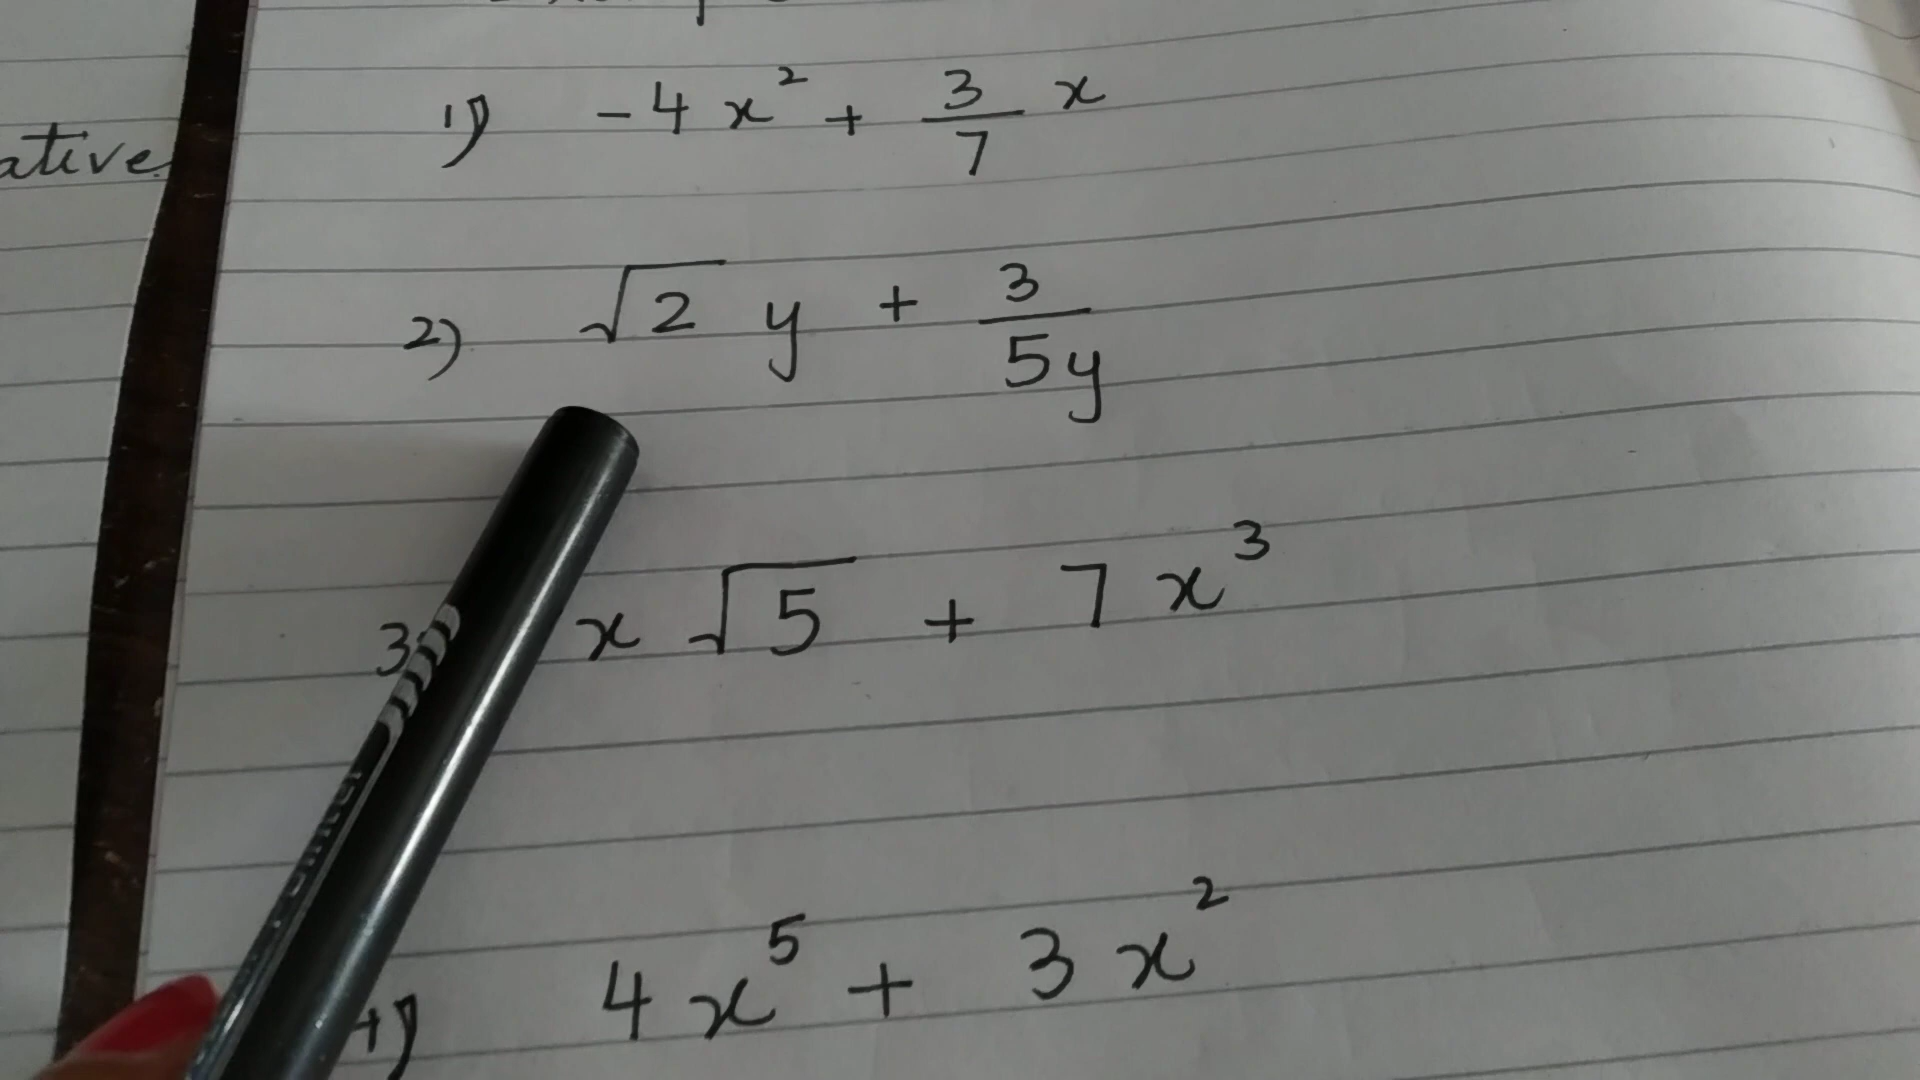 ative
1) -4x² + 3/7 x
2) √2 y + 3/5y
3) x√5 + 7x³
4) 4x⁵ + 3x²